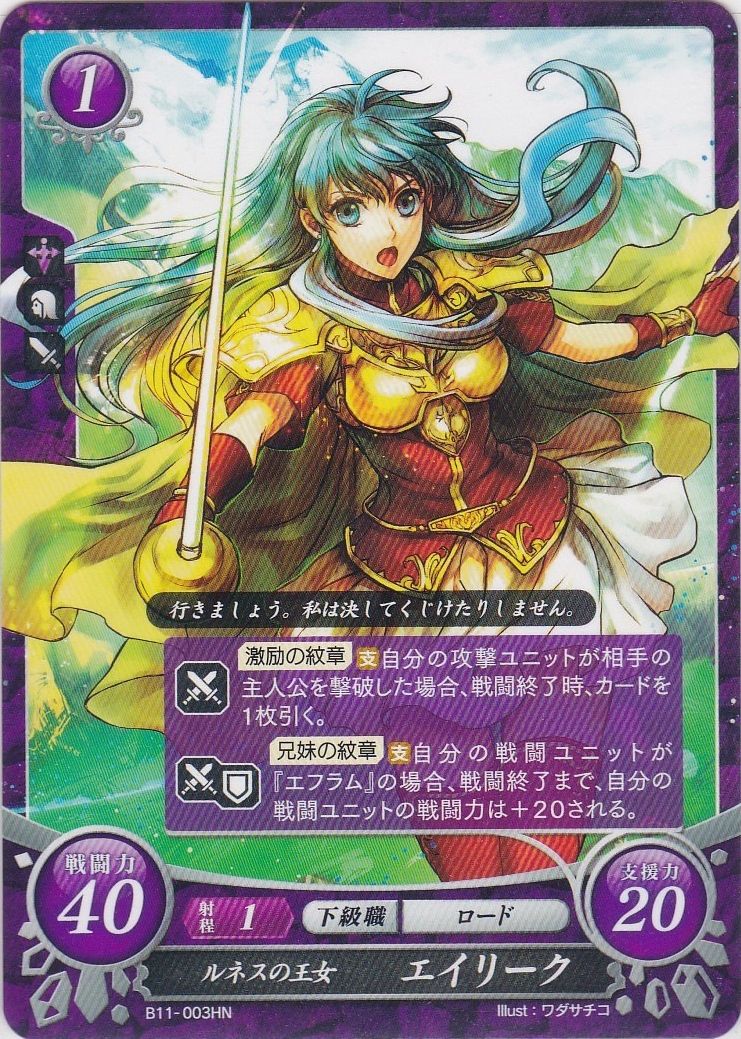 1
行きましょう。私は決してくじけたりしません。
激励の紋章 支自分の攻撃ユニットが相手の
主人公を撃破した場合、戦闘終了時、カードを
1枚引く。
兄妹の紋章 支自分の戦闘ユニットが
『エフラム』の場合、戦闘終了まで、自分の
戦闘ユニットの戦闘力は+20される。
戦闘力
40
射程 1 下級職 ロード
支援力
20
ルネスの王女 エイリーク
B11-003HN Illust：ワダサチコ